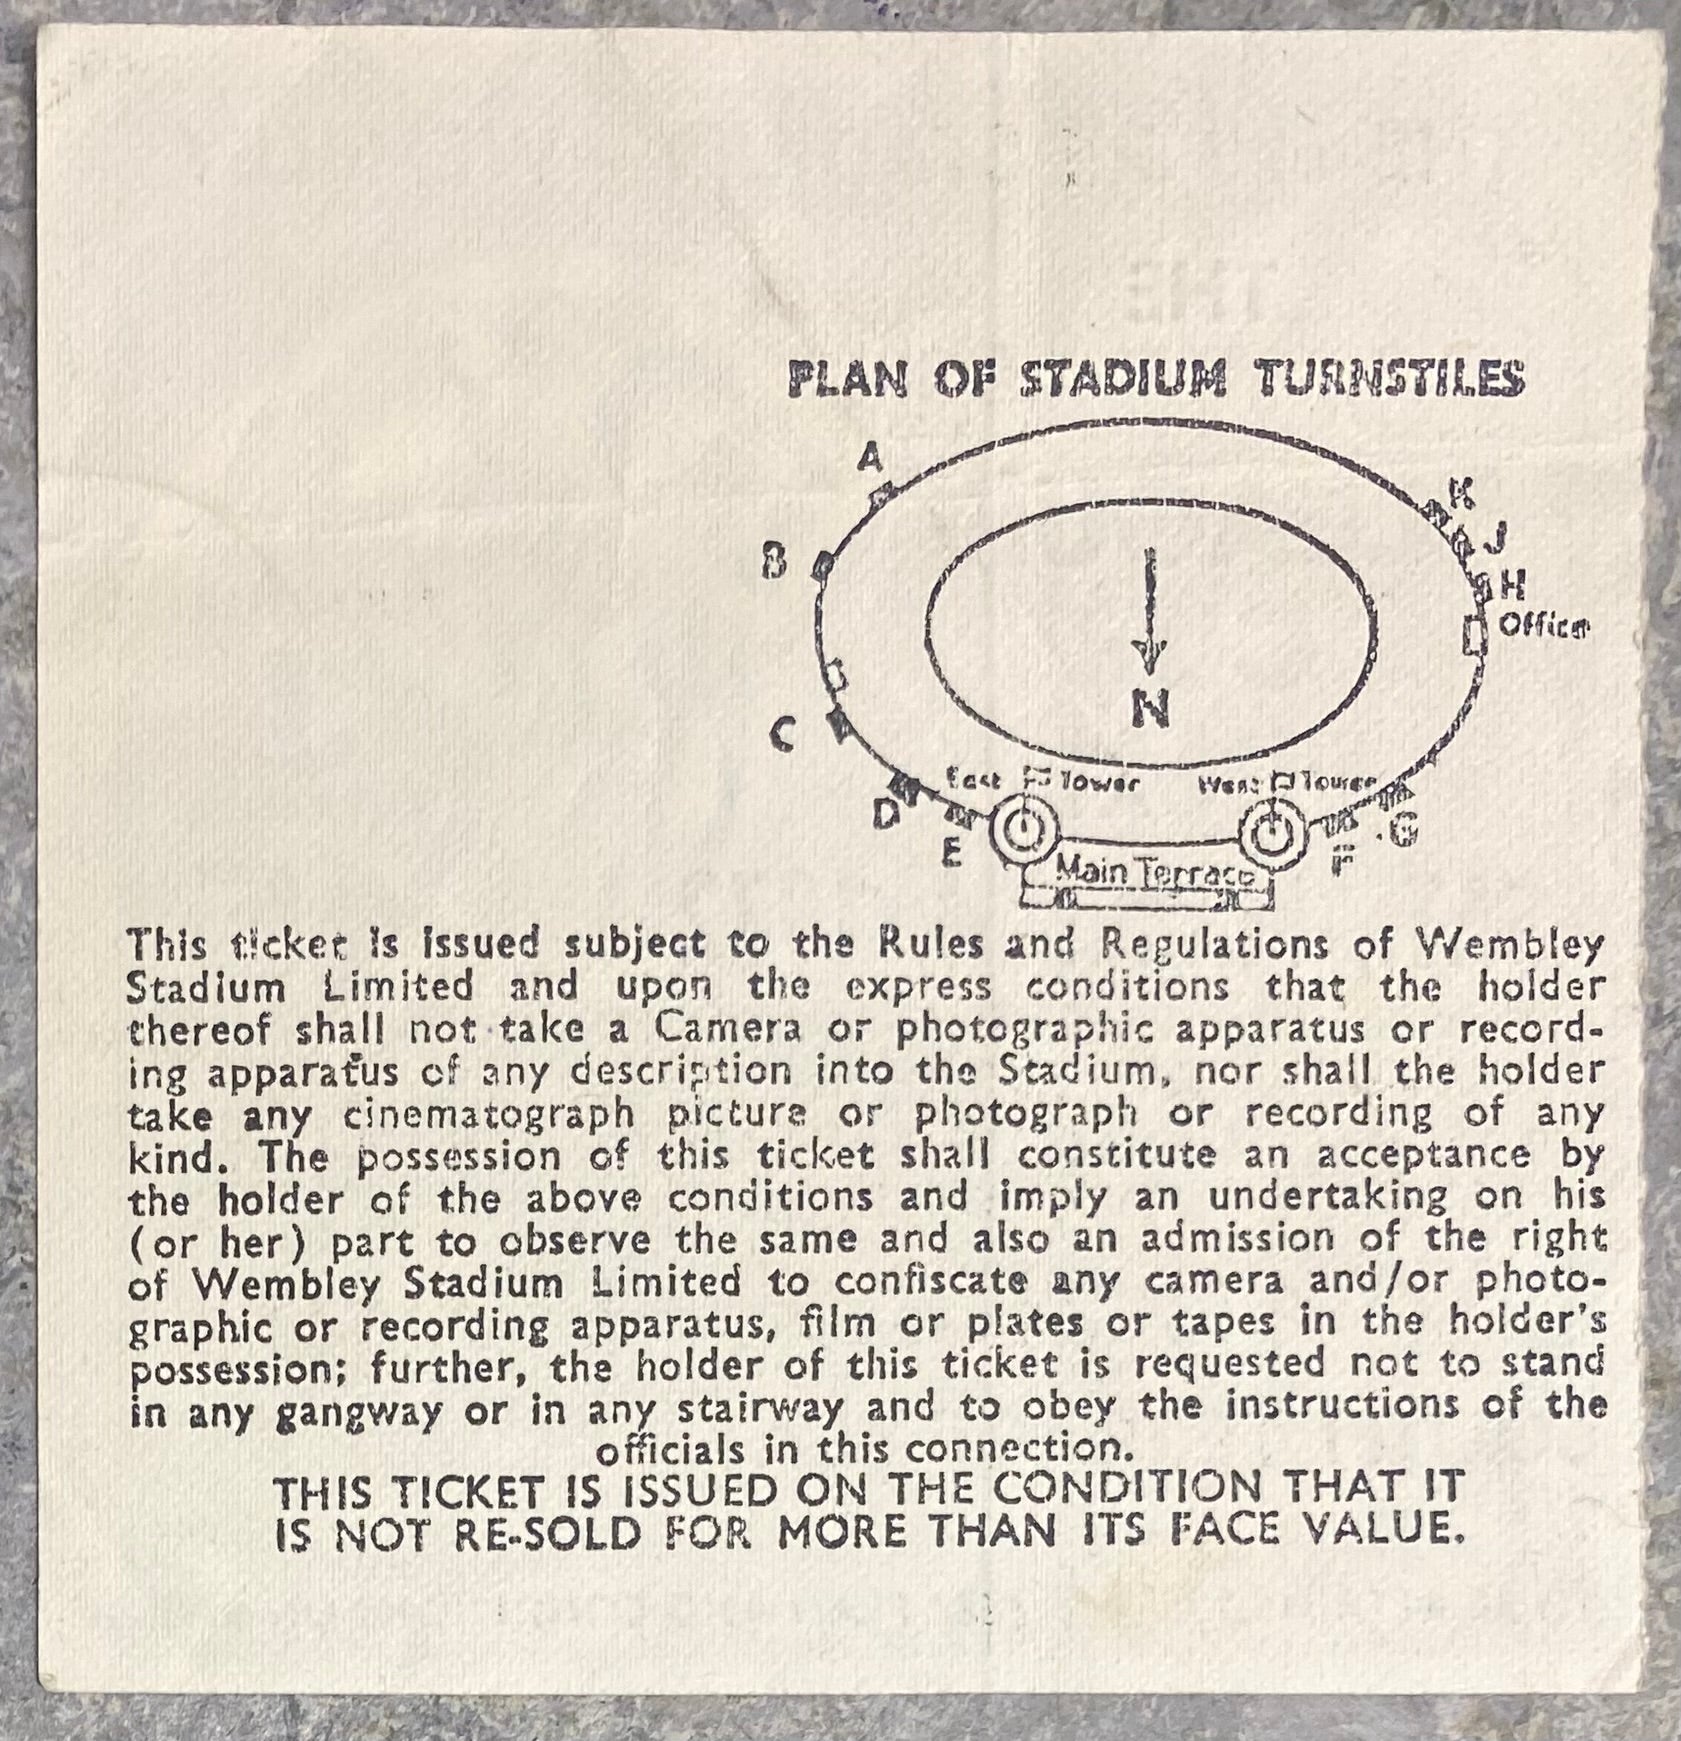 THE
PLAN OF STADIUM TURNSTILES
A
K
J
B
H
Office
N
C
East Tower
West Tower
D
E
G
F
Main Terrace
This ticket is issued subject to the Rules and Regulations of Wembley
Stadium Limited and upon the express conditions that the holder
thereof shall not take a Camera or photographic apparatus or record-
ing apparatus of any description into the Stadium, nor shall the holder
take any cinematograph picture or photograph or recording of any
kind. The possession of this ticket shall constitute an acceptance by
the holder of the above conditions and imply an undertaking on his
(or her) part to observe the same and also an admission of the right
of Wembley Stadium Limited to confiscate any camera and/or photo-
graphic or recording apparatus, film or plates or tapes in the holder's
possession; further, the holder of this ticket is requested not to stand
in any gangway or in any stairway and to obey the instructions of the
officials in this connection.
THIS TICKET IS ISSUED ON THE CONDITION THAT IT
IS NOT RE-SOLD FOR MORE THAN ITS FACE VALUE.